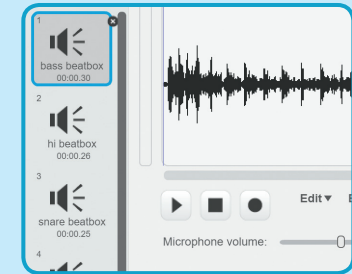 1
bass beatbox
00:00.30
2
hi beatbox
00:00.26
3
snare beatbox
00:00.25
4
Edit▾
Microphone volume: